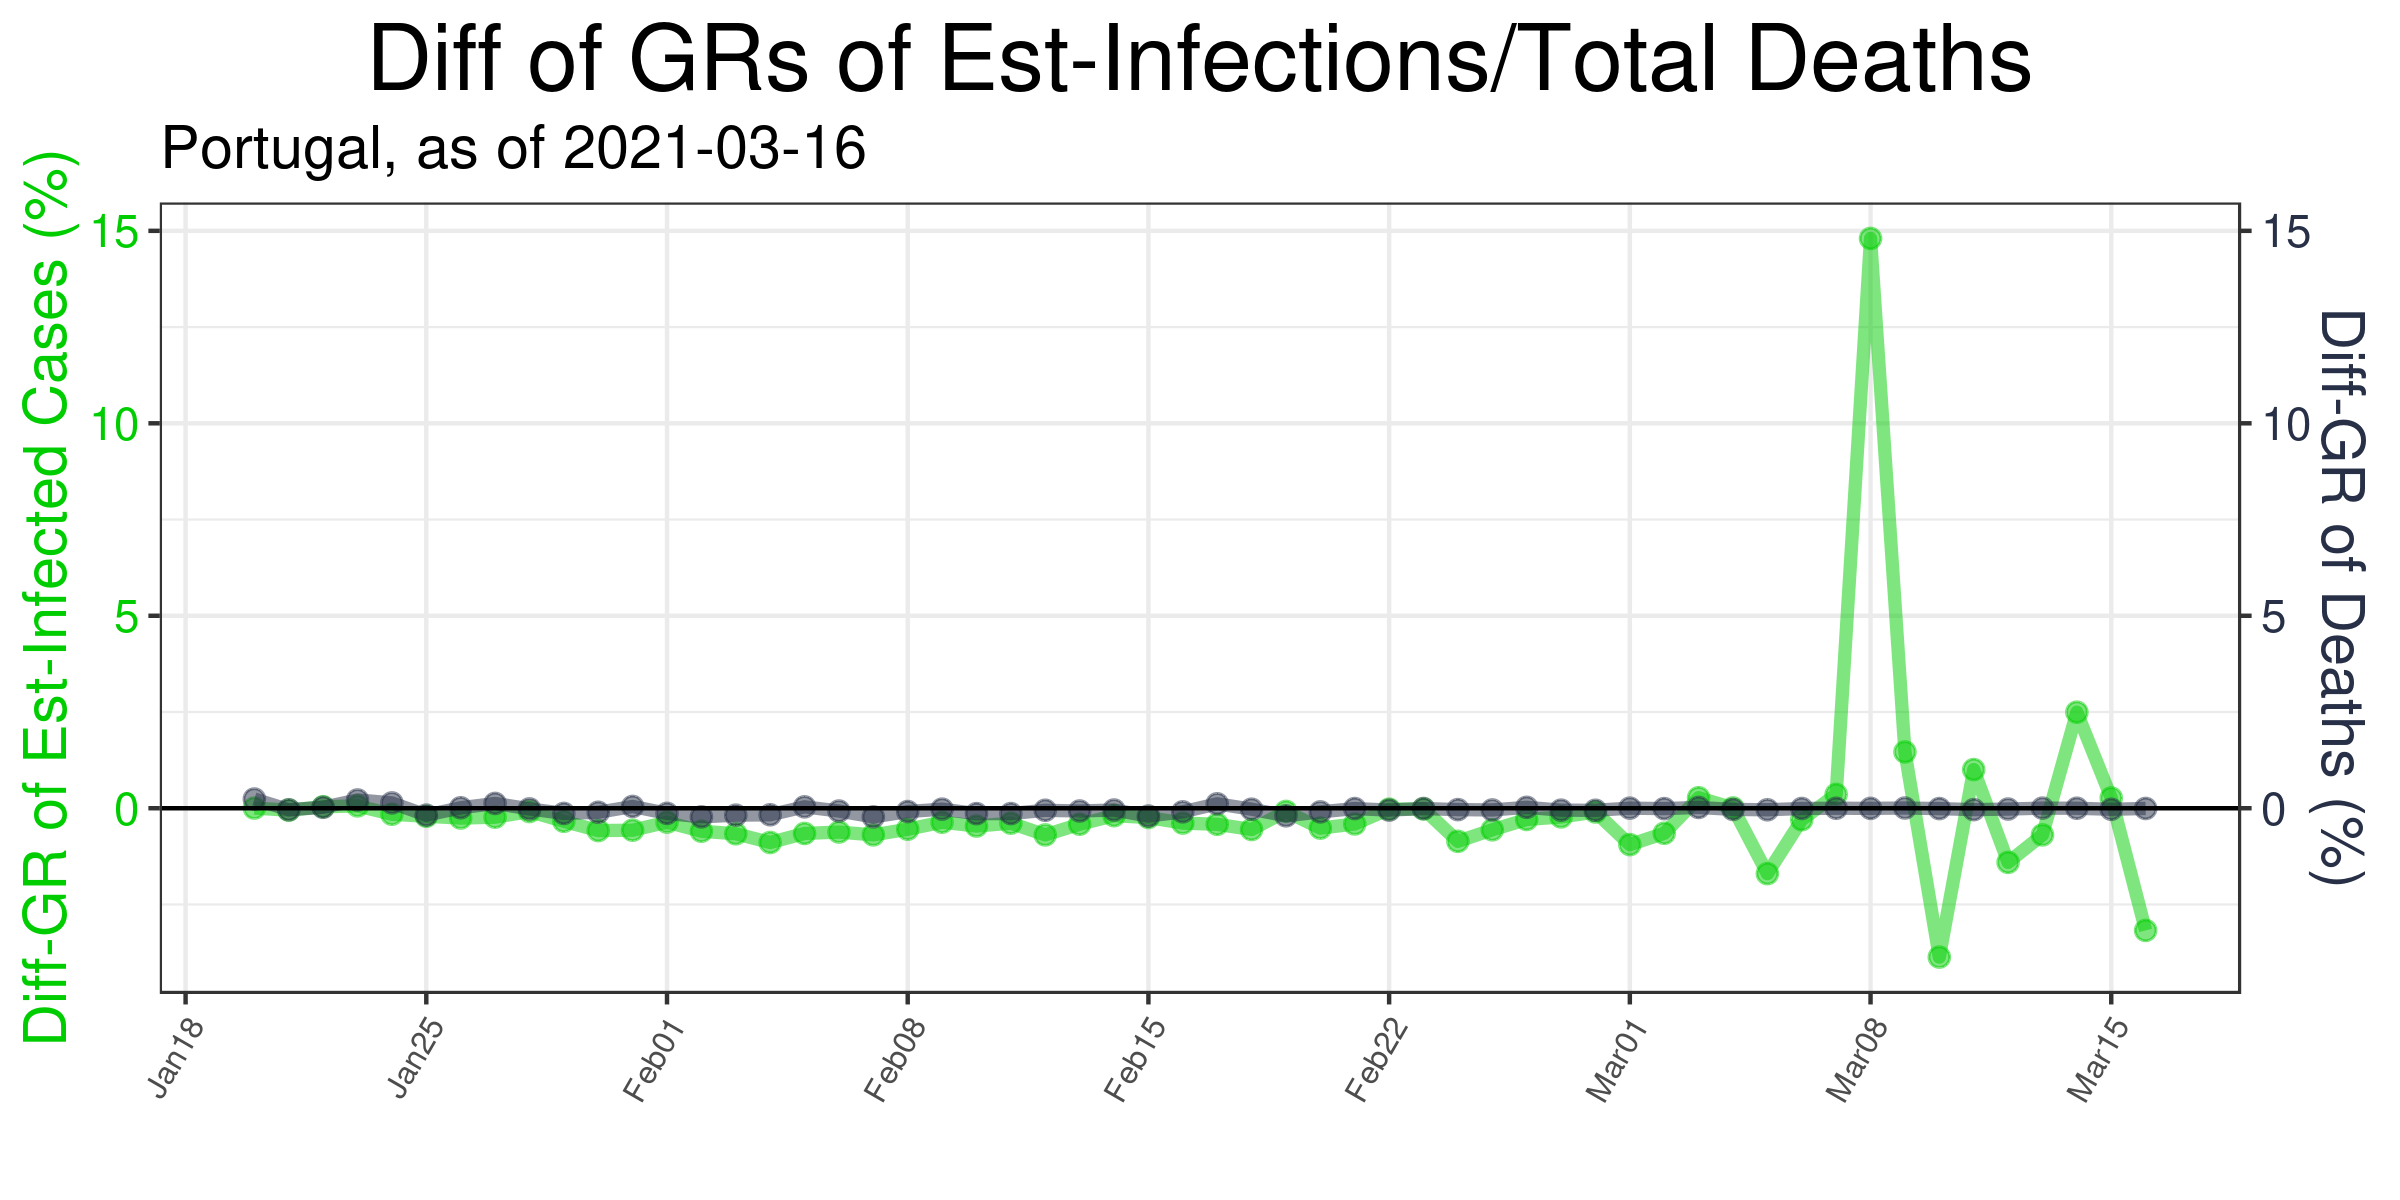 Diff of GRs of Est-Infections/Total Deaths
Portugal, as of 2021-03-16
Diff-GR of Est-Infected Cases (%)
15
10
5
0
15
10
5
0
Diff-GR of Deaths (%)
Jan18
Jan25
Feb01
Feb08
Feb15
Feb22
Mar01
Mar08
Mar15